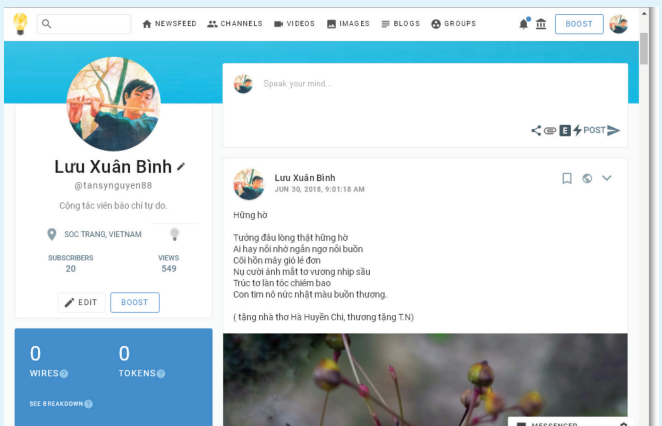 NEWSFEED CHANNELS VIDEOS IMAGES BLOGS GROUPS BOOST
Lưu Xuân Bình
@tansynguyen88
Cộng tác viên báo chí tự do.
SOC TRANG, VIETNAM
SUBSCRIBERS VIEWS
20 549
EDIT BOOST
0 0
WIRES TOKENS
SEE BREAKDOWN
Speak your mind...
E POST
Lưu Xuân Bình
JUN 30, 2018, 9:01:18 AM
Hững hờ
Tưởng đâu lòng thật hững hờ
Ai hay nỗi nhớ ngẩn ngơ nỗi buồn
Cõi hồn mây gió lẻ đơn
Nụ cười ánh mắt tơ vương nhịp sầu
Trúc tơ làn tóc chiêm bao
Con tim nô nức nhật màu buồn thương.
( tặng nhà thơ Hà Huyền Chi, thương tặng T.N)
MESSENGER